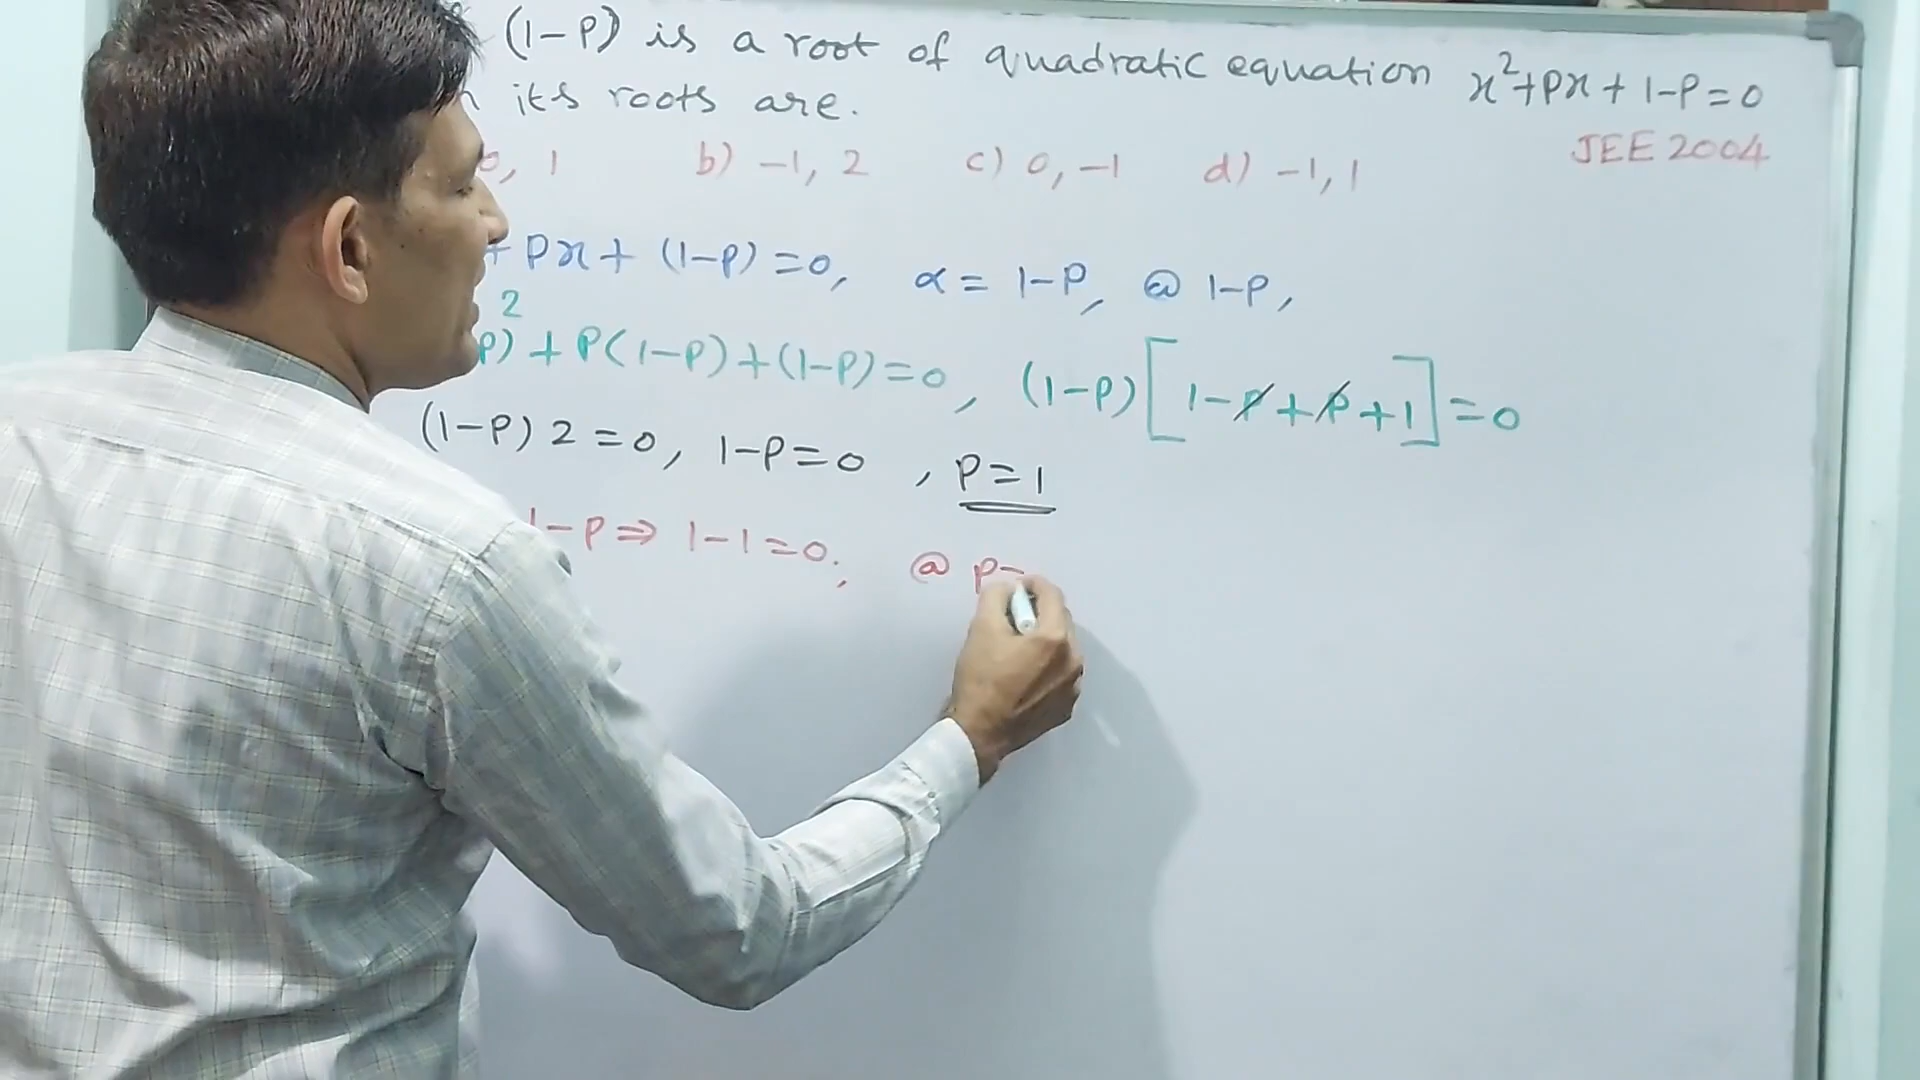 (1-P) is a root of quadratic equation x²+px+1-P=0
its roots are.
JEE 2004
0, 1 b) -1, 2 c) 0, -1 d) -1, 1
+ px + (1-p) = 0, α = 1-P, @ 1-P,
p)² + P(1-p) + (1-p) = 0, (1-p)[1-p+p+1] = 0
(1-p) 2 = 0, 1-p = 0, p = 1
1-p ⇒ 1-1 = 0; @ p=